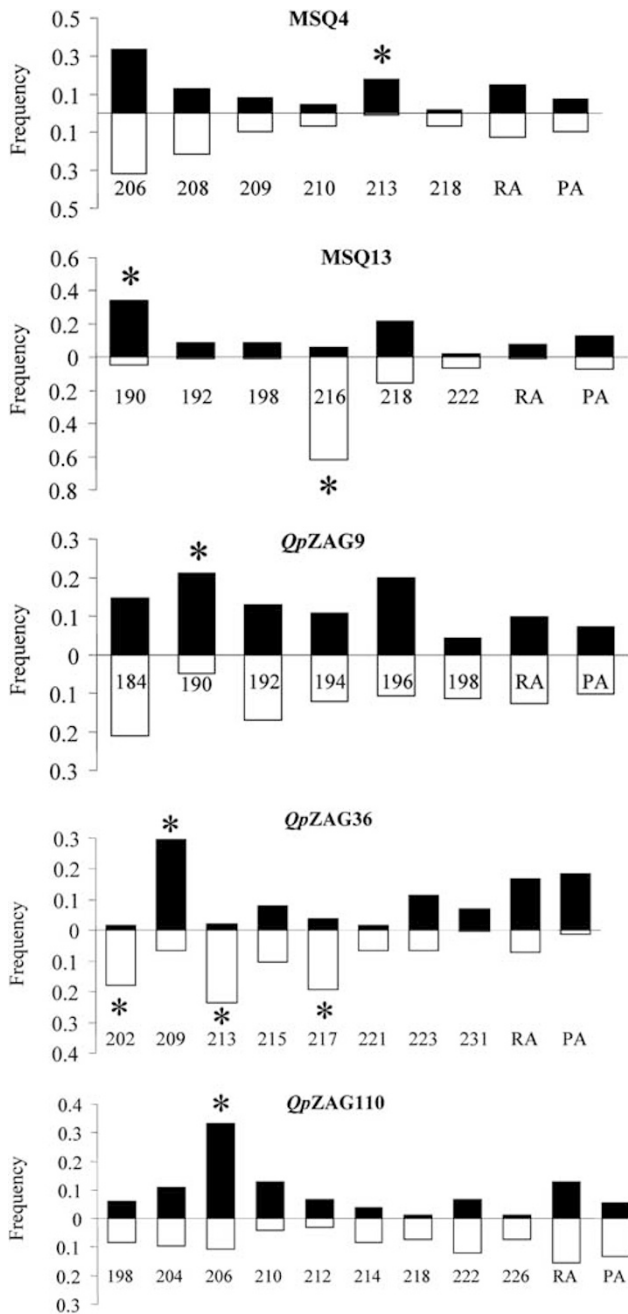 MSQ4
0.5
0.3
0.1
0.1
0.3
0.5
Frequency
*
206 208 209 210 213 218 RA PA
MSQ13
0.6
0.4
0.2
0
0.2
0.4
0.6
0.8
Frequency
*
190 192 198 216 218 222 RA PA
*
QpZAG9
0.3
0.2
0.1
0
0.1
0.2
0.3
Frequency
*
184 190 192 194 196 198 RA PA
QpZAG36
0.3
0.2
0.1
0
0.1
0.2
0.3
0.4
Frequency
*
* * *
202 209 213 215 217 221 223 231 RA PA
QpZAG110
0.4
0.3
0.2
0.1
0
0.1
0.2
0.3
Frequency
*
198 204 206 210 212 214 218 222 226 RA PA